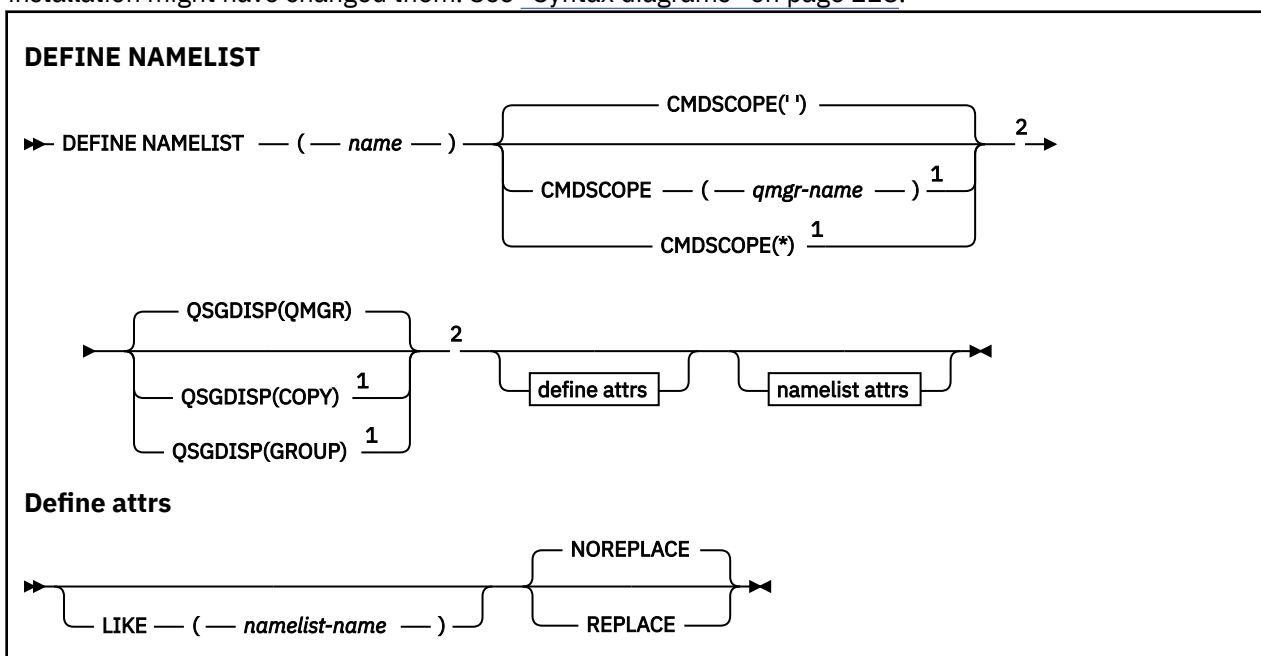 installation might have changed them. See "Syntax diagrams" on page
DEFINE NAMELIST
CMDSCOPE(' ')
DEFINE NAMELIST ( name ) 2
CMDSCOPE ( qmgr-name ) 1
CMDSCOPE(*) 1
QSGDISP(QMGR)
2
QSGDISP(COPY) 1 define attrs namelist attrs
QSGDISP(GROUP) 1
Define attrs
NOREPLACE
LIKE ( namelist-name ) REPLACE